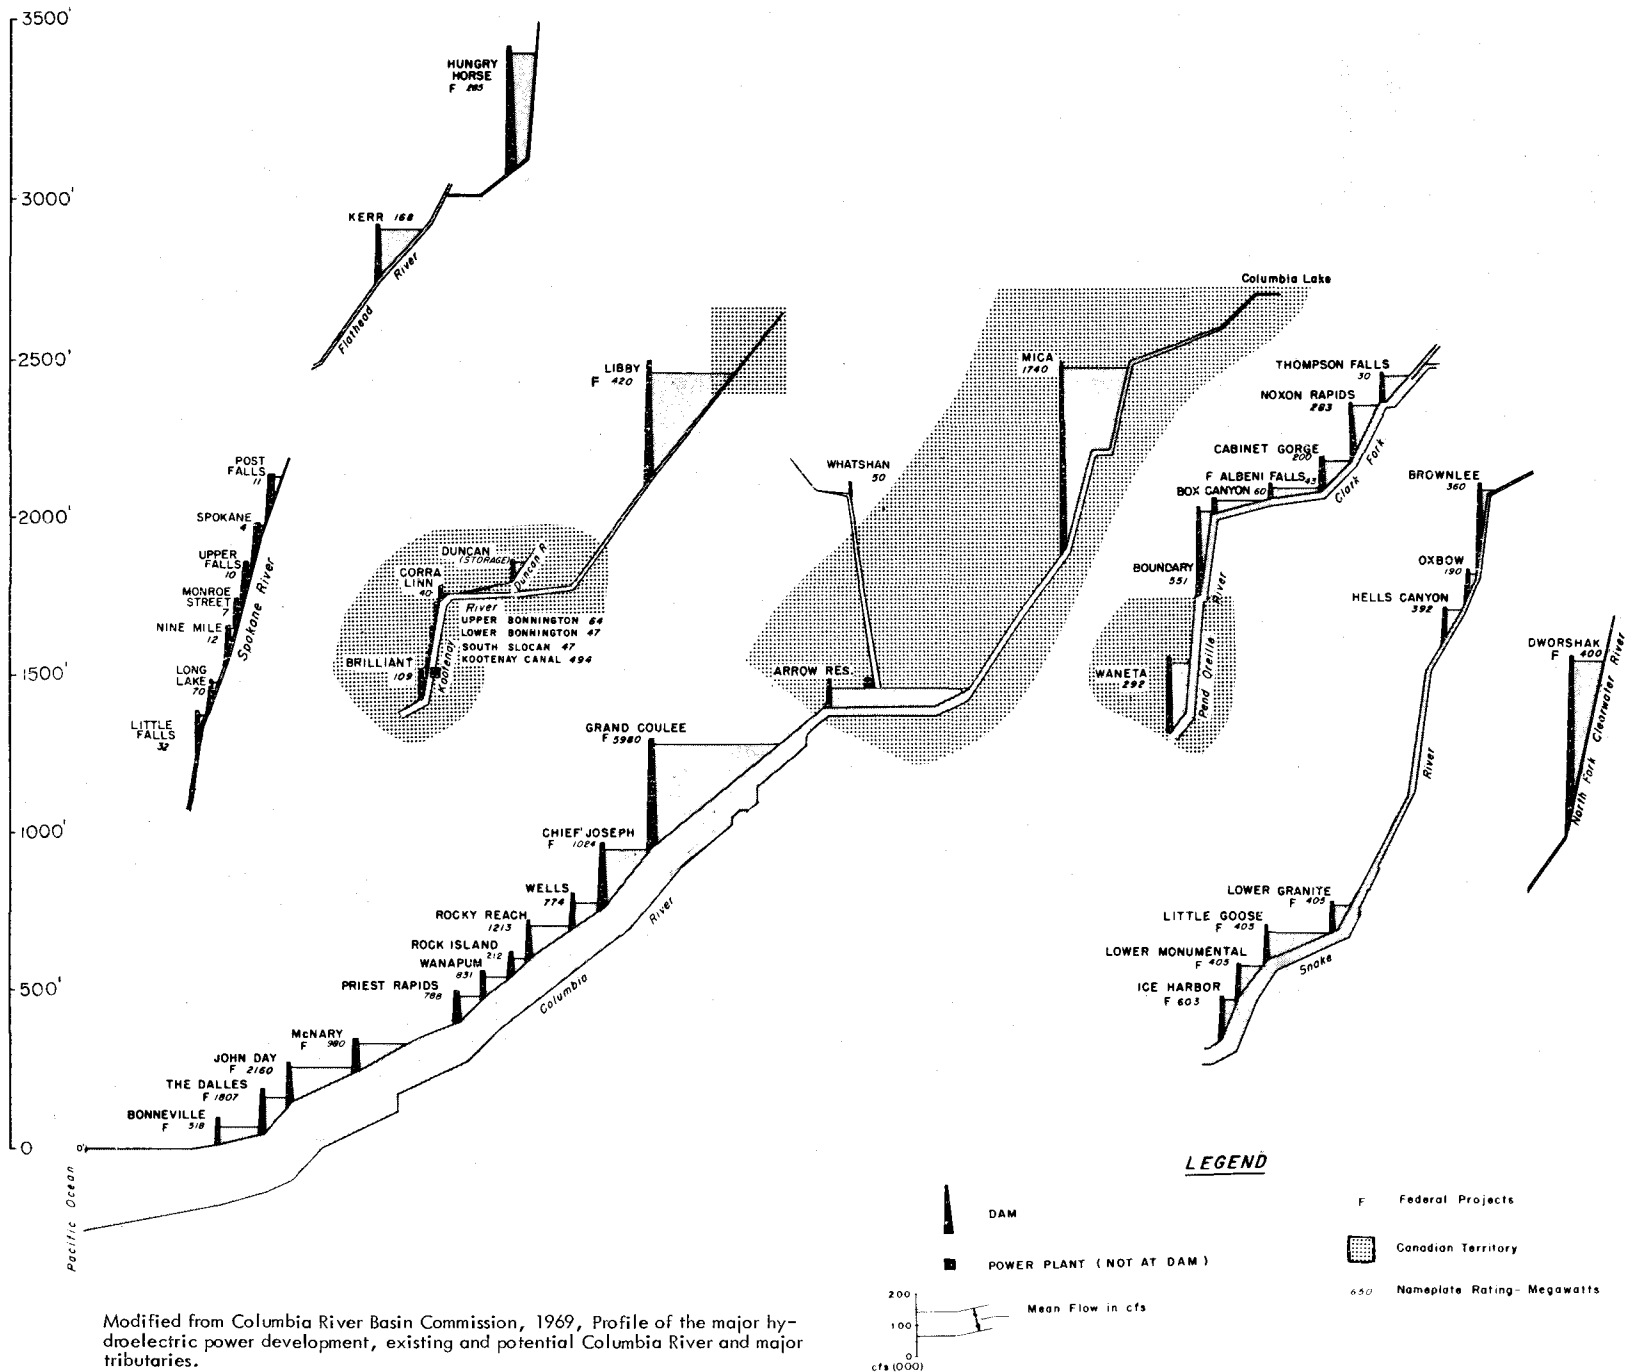 3500'
3000'
2500'
2000'
1500'
1000'
500'
0
0'
Pacific Ocean
HUNGRY
HORSE
F 285
KERR 168
Flathead River
LIBBY
F 420
POST
FALLS
11
SPOKANE
4
UPPER
FALLS
10
MONROE
STREET
7
NINE MILE
12
LONG
LAKE
70
LITTLE
FALLS
32
Spokane River
DUNCAN
(STORAGE)
Duncan R.
CORRA
LINN
40
River
UPPER BONNINGTON 64
LOWER BONNINGTON 47
SOUTH SLOCAN 47
KOOTENAY CANAL 494
Kootenay
BRILLIANT
109
WHATSHAN
50
ARROW RES.
MICA
1740
Columbia Lake
THOMPSON FALLS
30
NOXON RAPIDS
283
CABINET GORGE
200
F ALBENI FALLS 43
BOX CANYON 60
Clark Fork
BOUNDARY
551
WANETA
292
Pend Oreille River
BROWNLEE
360
OXBOW
190
HELLS CANYON
392
DWORSHAK
F 400
North Fork Clearwater River
GRAND COULEE
F 5980
CHIEF JOSEPH
F 1024
WELLS
774
ROCKY REACH
1213
ROCK ISLAND
212
WANAPUM
831
PRIEST RAPIDS
788
McNARY
F 980
JOHN DAY
F 2160
THE DALLES
F 1807
BONNEVILLE
F 518
Columbia River
LOWER GRANITE
F 405
LITTLE GOOSE
F 405
LOWER MONUMENTAL
F 405
ICE HARBOR
F 603
Snake River
LEGEND
DAM
POWER PLANT (NOT AT DAM)
200
100
0
cfs (000)
Mean Flow in cfs
F Federal Projects
Canadian Territory
650 Nameplate Rating- Megawatts
Modified from Columbia River Basin Commission, 1969, Profile of the major hy-
droelectric power development, existing and potential Columbia River and major
tributaries.